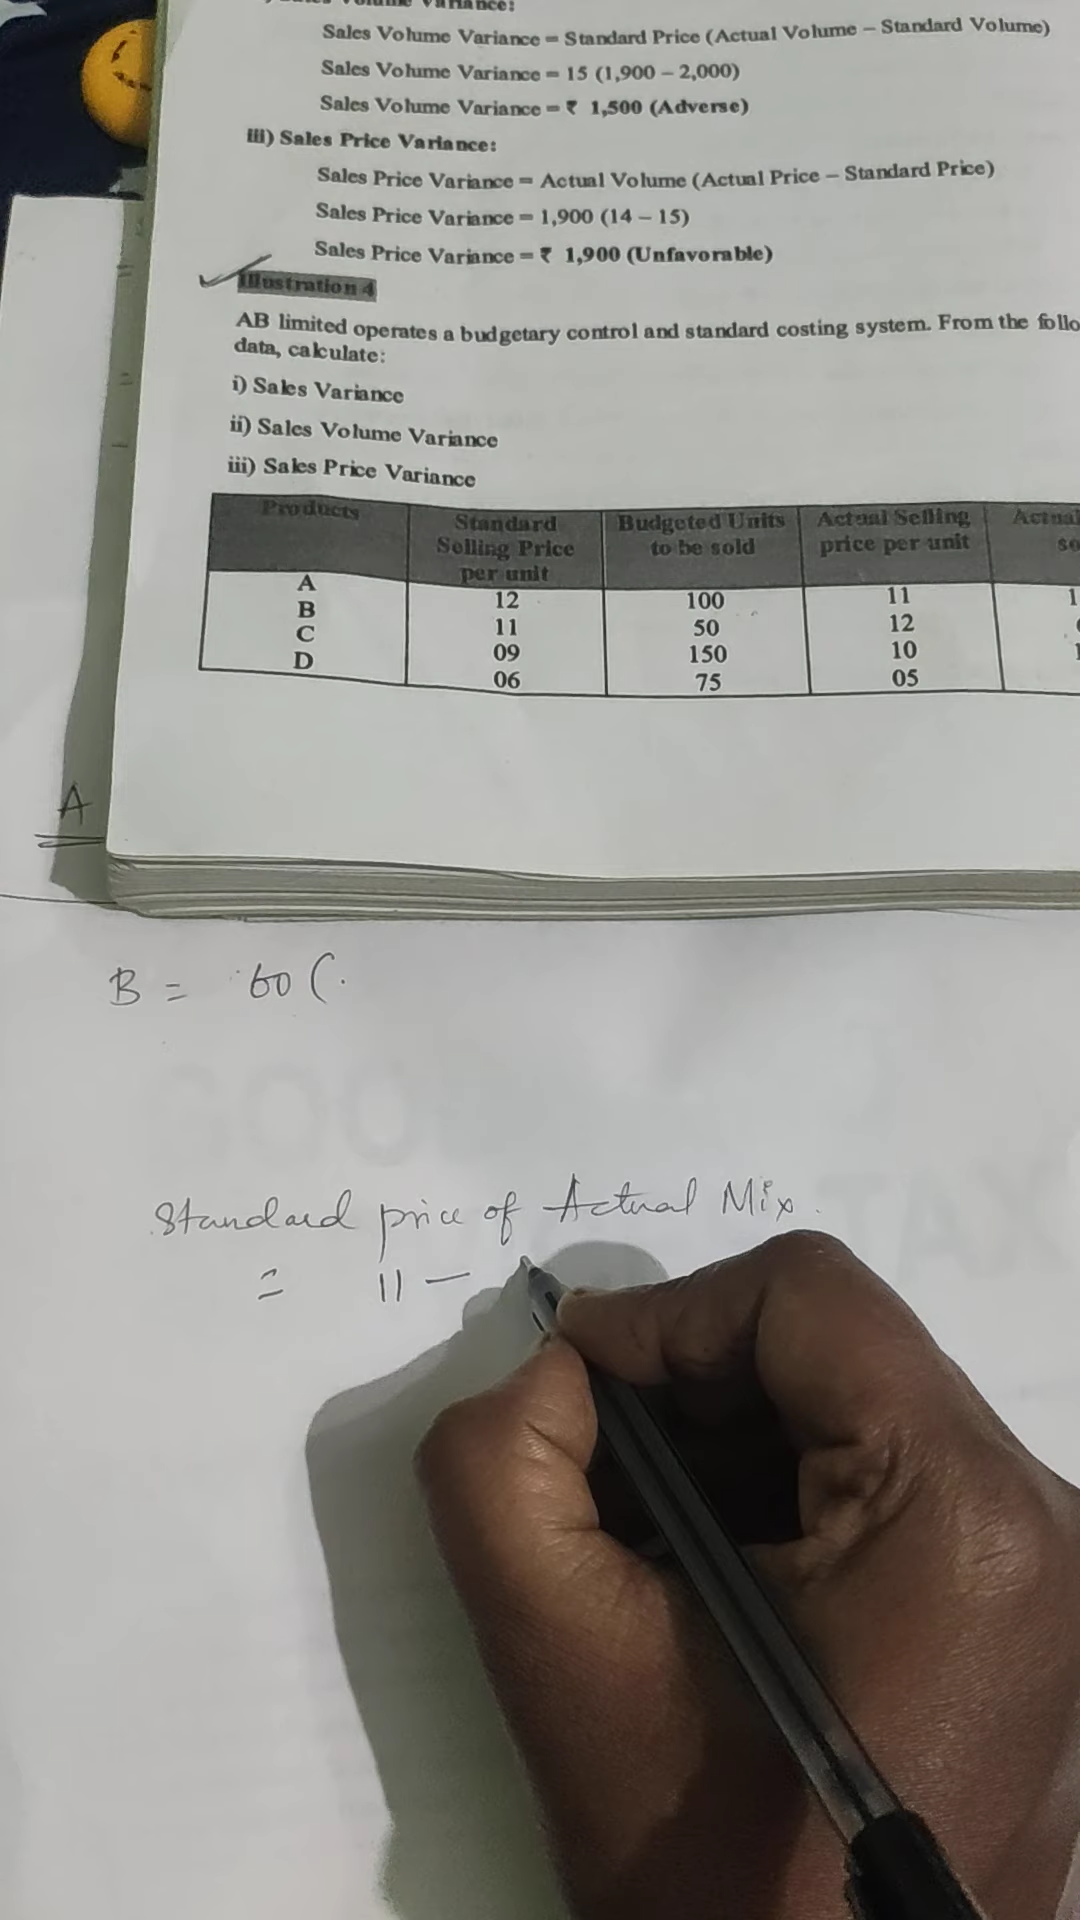 Variance:
Sales Volume Variance = Standard Price (Actual Volume – Standard Volume)
Sales Volume Variance = 15 (1,900 – 2,000)
Sales Volume Variance = ₹ 1,500 (Adverse)
iii) Sales Price Variance:
Sales Price Variance = Actual Volume (Actual Price – Standard Price)
Sales Price Variance = 1,900 (14 – 15)
Sales Price Variance = ₹ 1,900 (Unfavorable)
Illustration 4
AB limited operates a budgetary control and standard costing system. From the follo
data, calculate:
i) Sales Variance
ii) Sales Volume Variance
iii) Sales Price Variance
Products Standard Selling Price per unit Budgeted Units to be sold Actual Selling price per unit Actual
A 12 100 11 1
B 11 50 12
C 09 150 10 1
D 06 75 05
A
B = 60 (.
Standard price of Actual Mix.
= 11 –